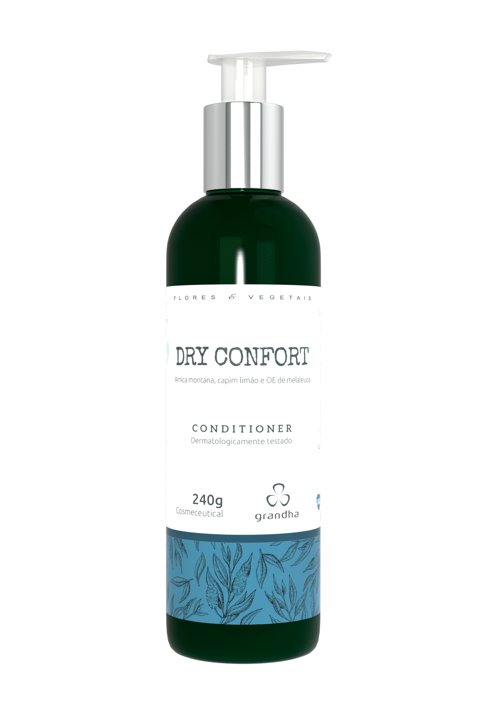 FLORES & VEGETAIS
DRY CONFORT
Arnica montana, capim limão e OE de melaleuca
CONDITIONER
Dermatologicamente testado
240g
Cosmeceutical
grandha